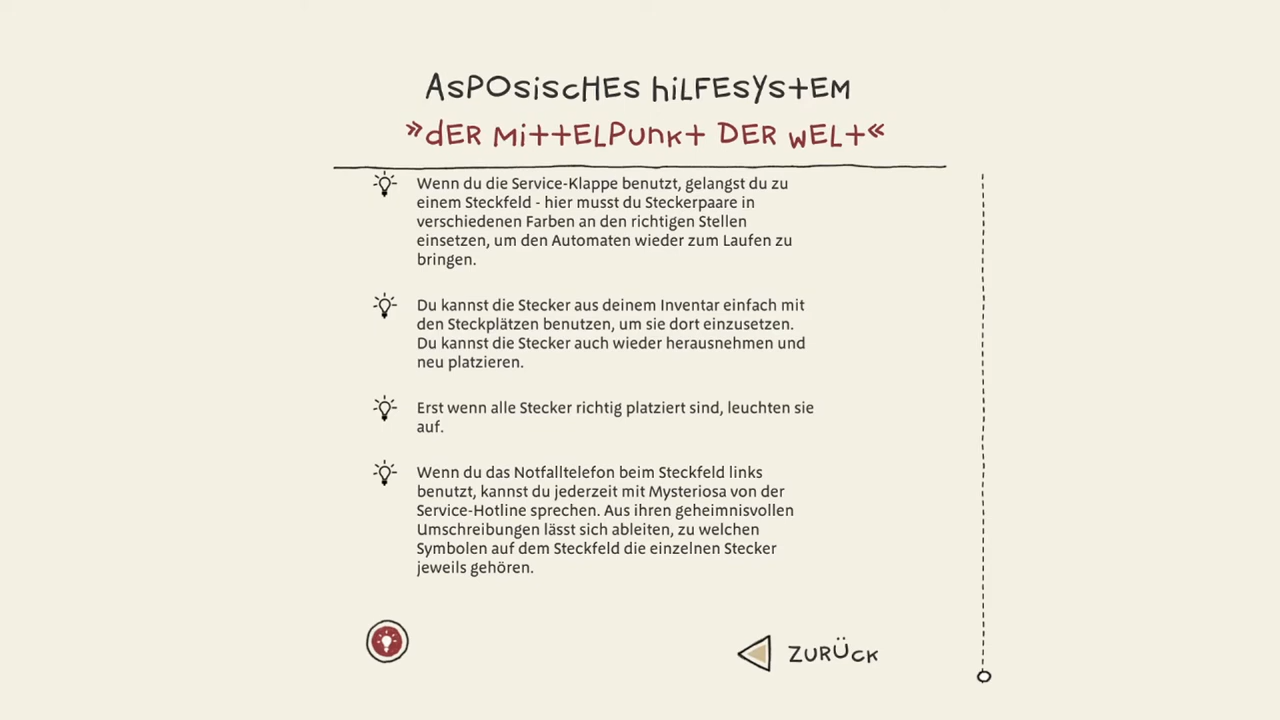 Asposisches Hilfesystem
»Der Mittelpunkt der Welt«
Wenn du die Service-Klappe benutzt, gelangst du zu
einem Steckfeld - hier musst du Steckerpaare in
verschiedenen Farben an den richtigen Stellen
einsetzen, um den Automaten wieder zum Laufen zu
bringen.
Du kannst die Stecker aus deinem Inventar einfach mit
den Steckplätzen benutzen, um sie dort einzusetzen.
Du kannst die Stecker auch wieder herausnehmen und
neu platzieren.
Erst wenn alle Stecker richtig platziert sind, leuchten sie
auf.
Wenn du das Notfalltelefon beim Steckfeld links
benutzt, kannst du jederzeit mit Mysteriosa von der
Service-Hotline sprechen. Aus ihren geheimnisvollen
Umschreibungen lässt sich ableiten, zu welchen
Symbolen auf dem Steckfeld die einzelnen Stecker
jeweils gehören.
Zurück